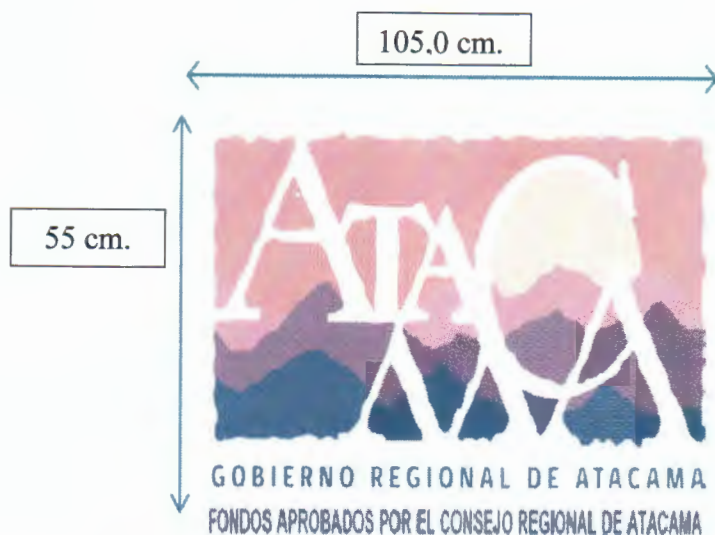 105,0 cm.
55 cm.
ATACAMA
GOBIERNO REGIONAL DE ATACAMA
FONDOS APROBADOS POR EL CONSEJO REGIONAL DE ATACAMA